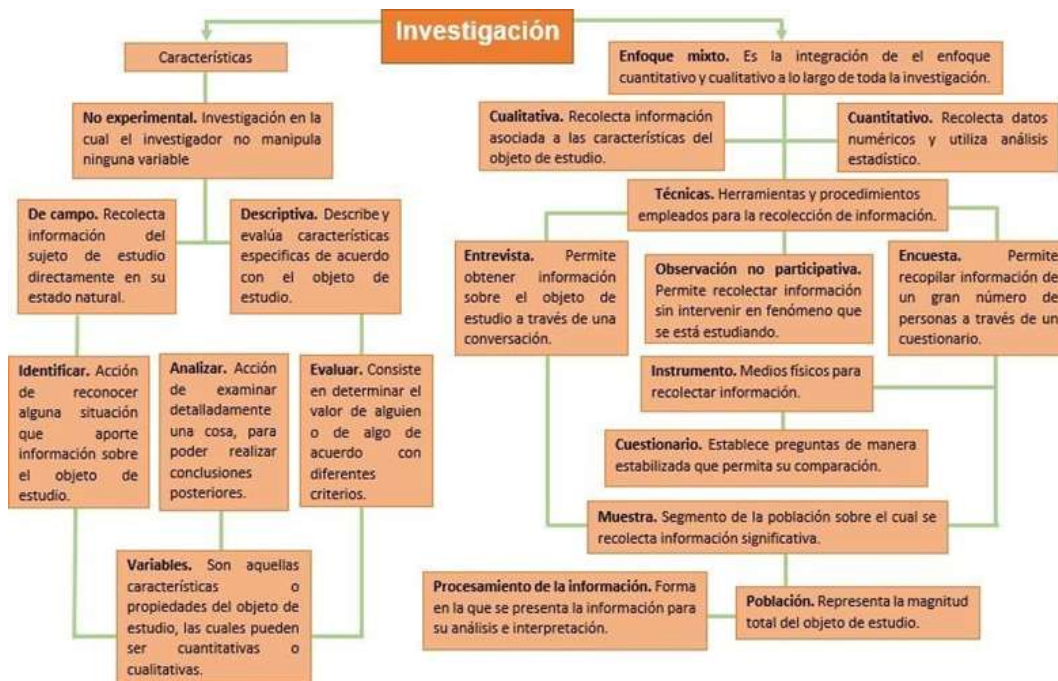 Investigación
Características
No experimental. Investigación en la
cual el investigador no manipula
ninguna variable
De campo. Recolecta
información del
sujeto de estudio
directamente en su
estado natural.
Descriptiva. Describe y
evalúa características
especificas de acuerdo
con el objeto de
estudio.
Identificar. Acción
de reconocer
alguna situación
que aporte
información sobre
el objeto de
estudio.
Analizar. Acción
de examinar
detalladamente
una cosa, para
poder realizar
conclusiones
posteriores.
Evaluar. Consiste
en determinar el
valor de alguien
o de algo de
acuerdo con
diferentes
criterios.
Variables. Son aquellas
características o
propiedades del objeto de
estudio, las cuales pueden
ser cuantitativas o
cualitativas.
Enfoque mixto. Es la integración de el enfoque
cuantitativo y cualitativo a lo largo de toda la investigación.
Cualitativa. Recolecta información
asociada a las características del
objeto de estudio.
Cuantitativo. Recolecta datos
numéricos y utiliza análisis
estadístico.
Técnicas. Herramientas y procedimientos
empleados para la recolección de información.
Entrevista. Permite
obtener información
sobre el objeto de
estudio a través de una
conversación.
Observación no participativa.
Permite recolectar información
sin intervenir en fenómeno que
se está estudiando.
Encuesta. Permite
recopilar información de
un gran número de
personas a través de un
cuestionario.
Instrumento. Medios físicos para
recolectar información.
Cuestionario. Establece preguntas de manera
estabilizada que permita su comparación.
Muestra. Segmento de la población sobre el cual se
recolecta información significativa.
Procesamiento de la información. Forma
en la que se presenta la información para
su análisis e interpretación.
Población. Representa la magnitud
total del objeto de estudio.